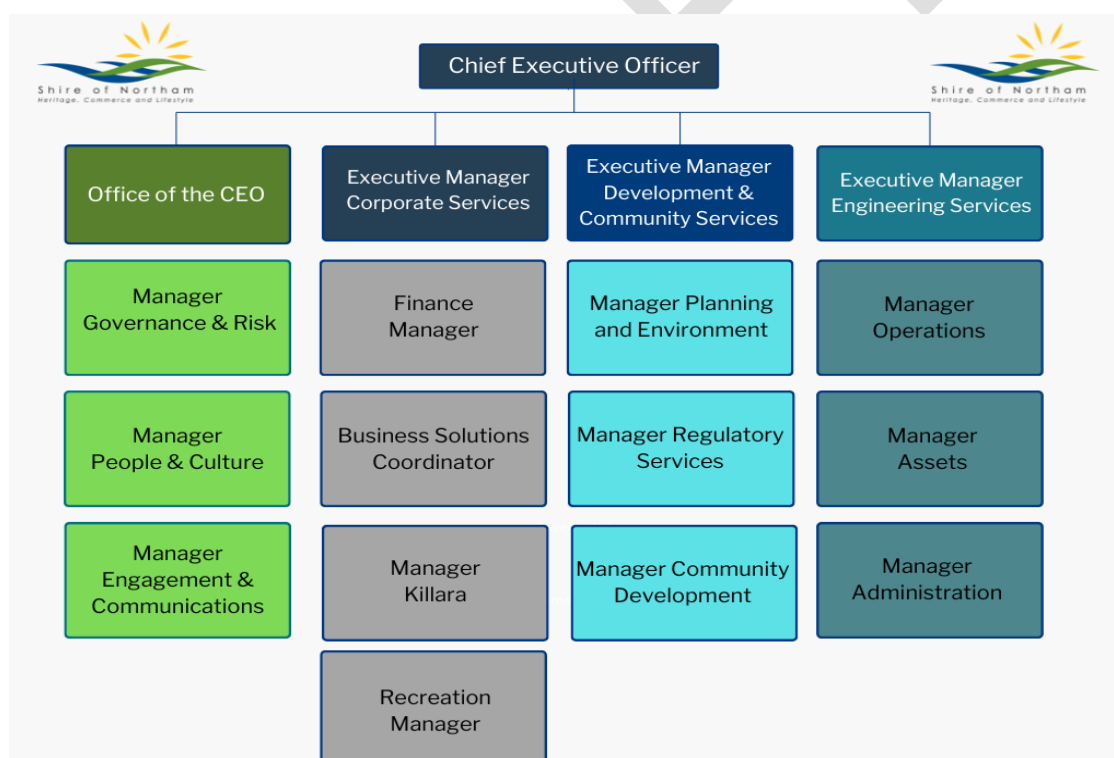 Shire of Northam
Heritage, Commerce and Lifestyle
Chief Executive Officer
Shire of Northam
Heritage, Commerce and Lifestyle
Office of the CEO
Executive Manager
Corporate Services
Executive Manager
Development &
Community Services
Executive Manager
Engineering Services
Manager
Governance & Risk
Finance
Manager
Manager Planning
and Environment
Manager
Operations
Manager
People & Culture
Business Solutions
Coordinator
Manager Regulatory
Services
Manager
Assets
Manager
Engagement &
Communications
Manager
Killara
Manager Community
Development
Manager
Administration
Recreation
Manager